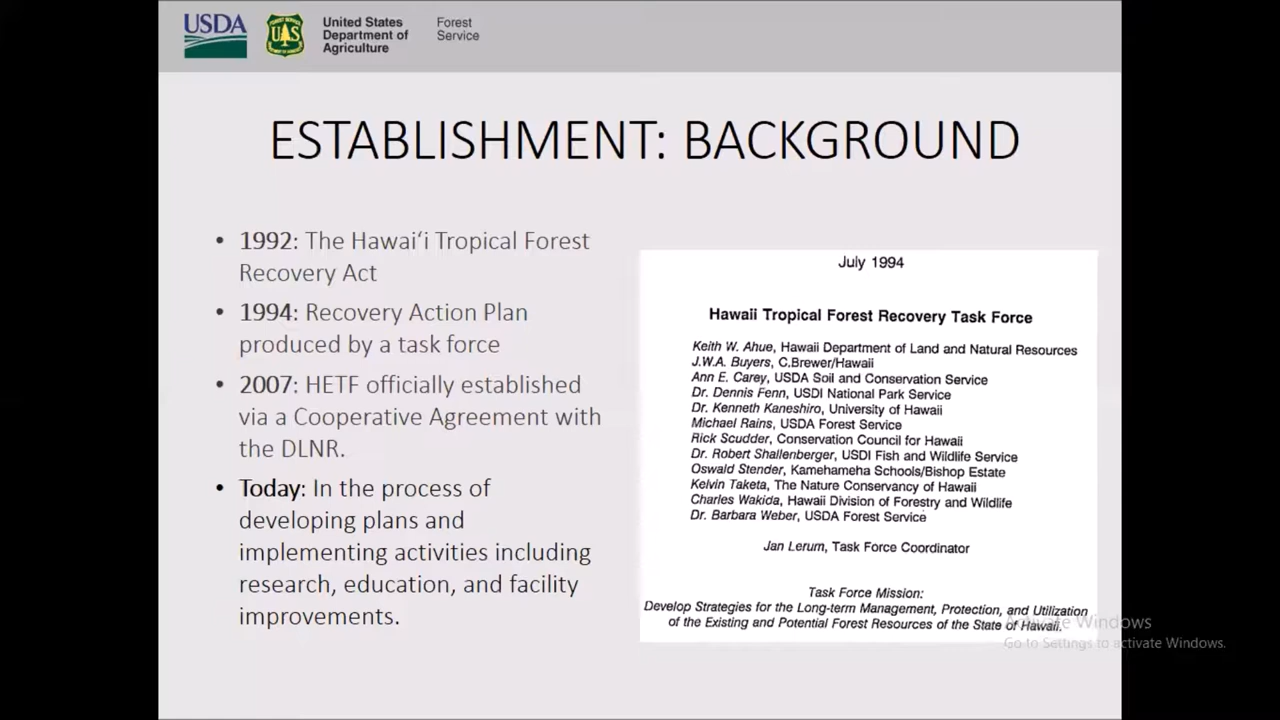 USDA
UAS
United States
Department of
Agriculture
Forest
Service
ESTABLISHMENT: BACKGROUND
• 1992: The Hawaiʻi Tropical Forest
Recovery Act
• 1994: Recovery Action Plan
produced by a task force
• 2007: HETF officially established
via a Cooperative Agreement with
the DLNR.
• Today: In the process of
developing plans and
implementing activities including
research, education, and facility
improvements.
July 1994
Hawaii Tropical Forest Recovery Task Force
Keith W. Ahue, Hawaii Department of Land and Natural Resources
J.W.A. Buyers, C.Brewer/Hawaii
Ann E. Carey, USDA Soil and Conservation Service
Dr. Dennis Fenn, USDI National Park Service
Dr. Kenneth Kaneshiro, University of Hawaii
Michael Rains, USDA Forest Service
Rick Scudder, Conservation Council for Hawaii
Dr. Robert Shallenberger, USDI Fish and Wildlife Service
Oswald Stender, Kamehameha Schools/Bishop Estate
Kelvin Taketa, The Nature Conservancy of Hawaii
Charles Wakida, Hawaii Division of Forestry and Wildlife
Dr. Barbara Weber, USDA Forest Service
Jan Lerum, Task Force Coordinator
Task Force Mission:
Develop Strategies for the Long-term Management, Protection, and Utilization
of the Existing and Potential Forest Resources of the State of Hawaii.
Activate Windows
Go to Settings to activate Windows.